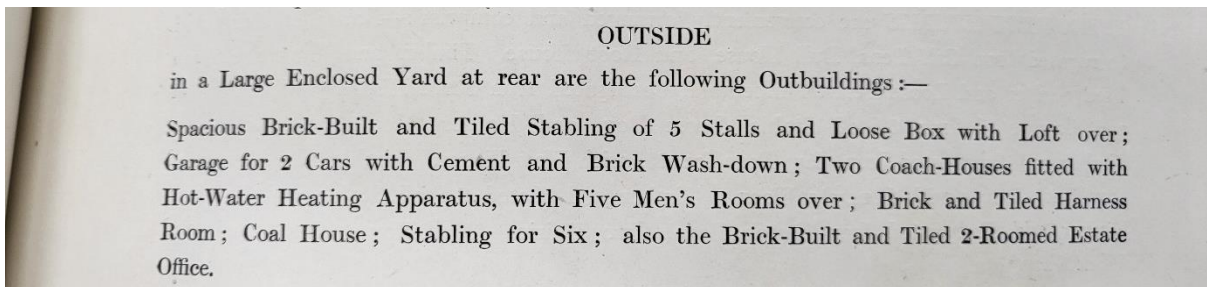 OUTSIDE
in a Large Enclosed Yard at rear are the following Outbuildings :—
Spacious Brick-Built and Tiled Stabling of 5 Stalls and Loose Box with Loft over ;
Garage for 2 Cars with Cement and Brick Wash-down ; Two Coach-Houses fitted with
Hot-Water Heating Apparatus, with Five Men's Rooms over ; Brick and Tiled Harness
Room ; Coal House ; Stabling for Six ; also the Brick-Built and Tiled 2-Roomed Estate
Office.